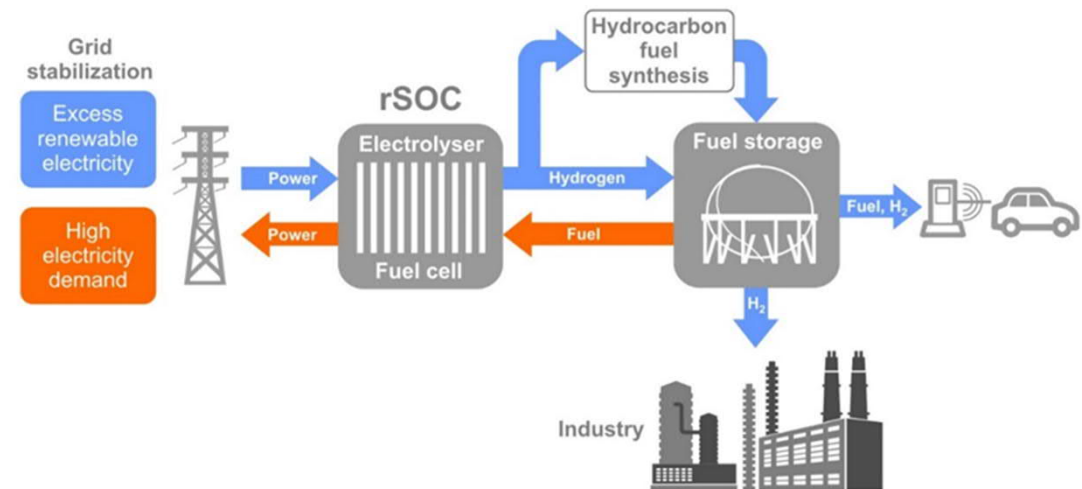 Grid
stabilization
Excess
renewable
electricity
High
electricity
demand
Power
Power
rSOC
Electrolyser
Fuel cell
Hydrocarbon
fuel
synthesis
Hydrogen
Fuel
Fuel storage
Fuel, H₂
H₂
Industry